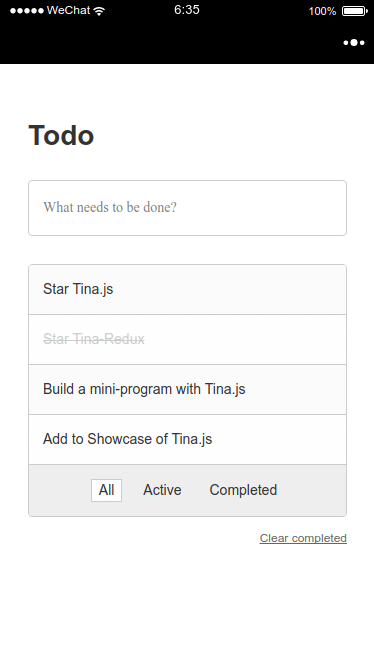 WeChat 6:35 100%
Todo
What needs to be done?
Star Tina.js
Star Tina-Redux
Build a mini-program with Tina.js
Add to Showcase of Tina.js
All Active Completed
Clear completed